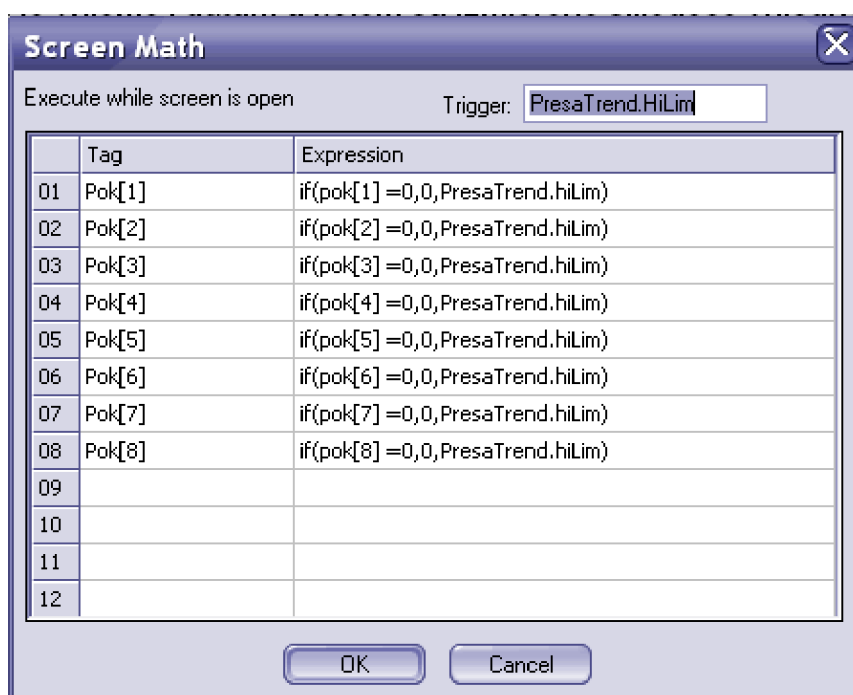 Screen Math
Execute while screen is open Trigger: PresaTrend.HiLim
Tag Expression
01 Pok[1] if(pok[1] =0,0,PresaTrend.hiLim)
02 Pok[2] if(pok[2] =0,0,PresaTrend.hiLim)
03 Pok[3] if(pok[3] =0,0,PresaTrend.hiLim)
04 Pok[4] if(pok[4] =0,0,PresaTrend.hiLim)
05 Pok[5] if(pok[5] =0,0,PresaTrend.hiLim)
06 Pok[6] if(pok[6] =0,0,PresaTrend.hiLim)
07 Pok[7] if(pok[7] =0,0,PresaTrend.hiLim)
08 Pok[8] if(pok[8] =0,0,PresaTrend.hiLim)
09
10
11
12
OK Cancel